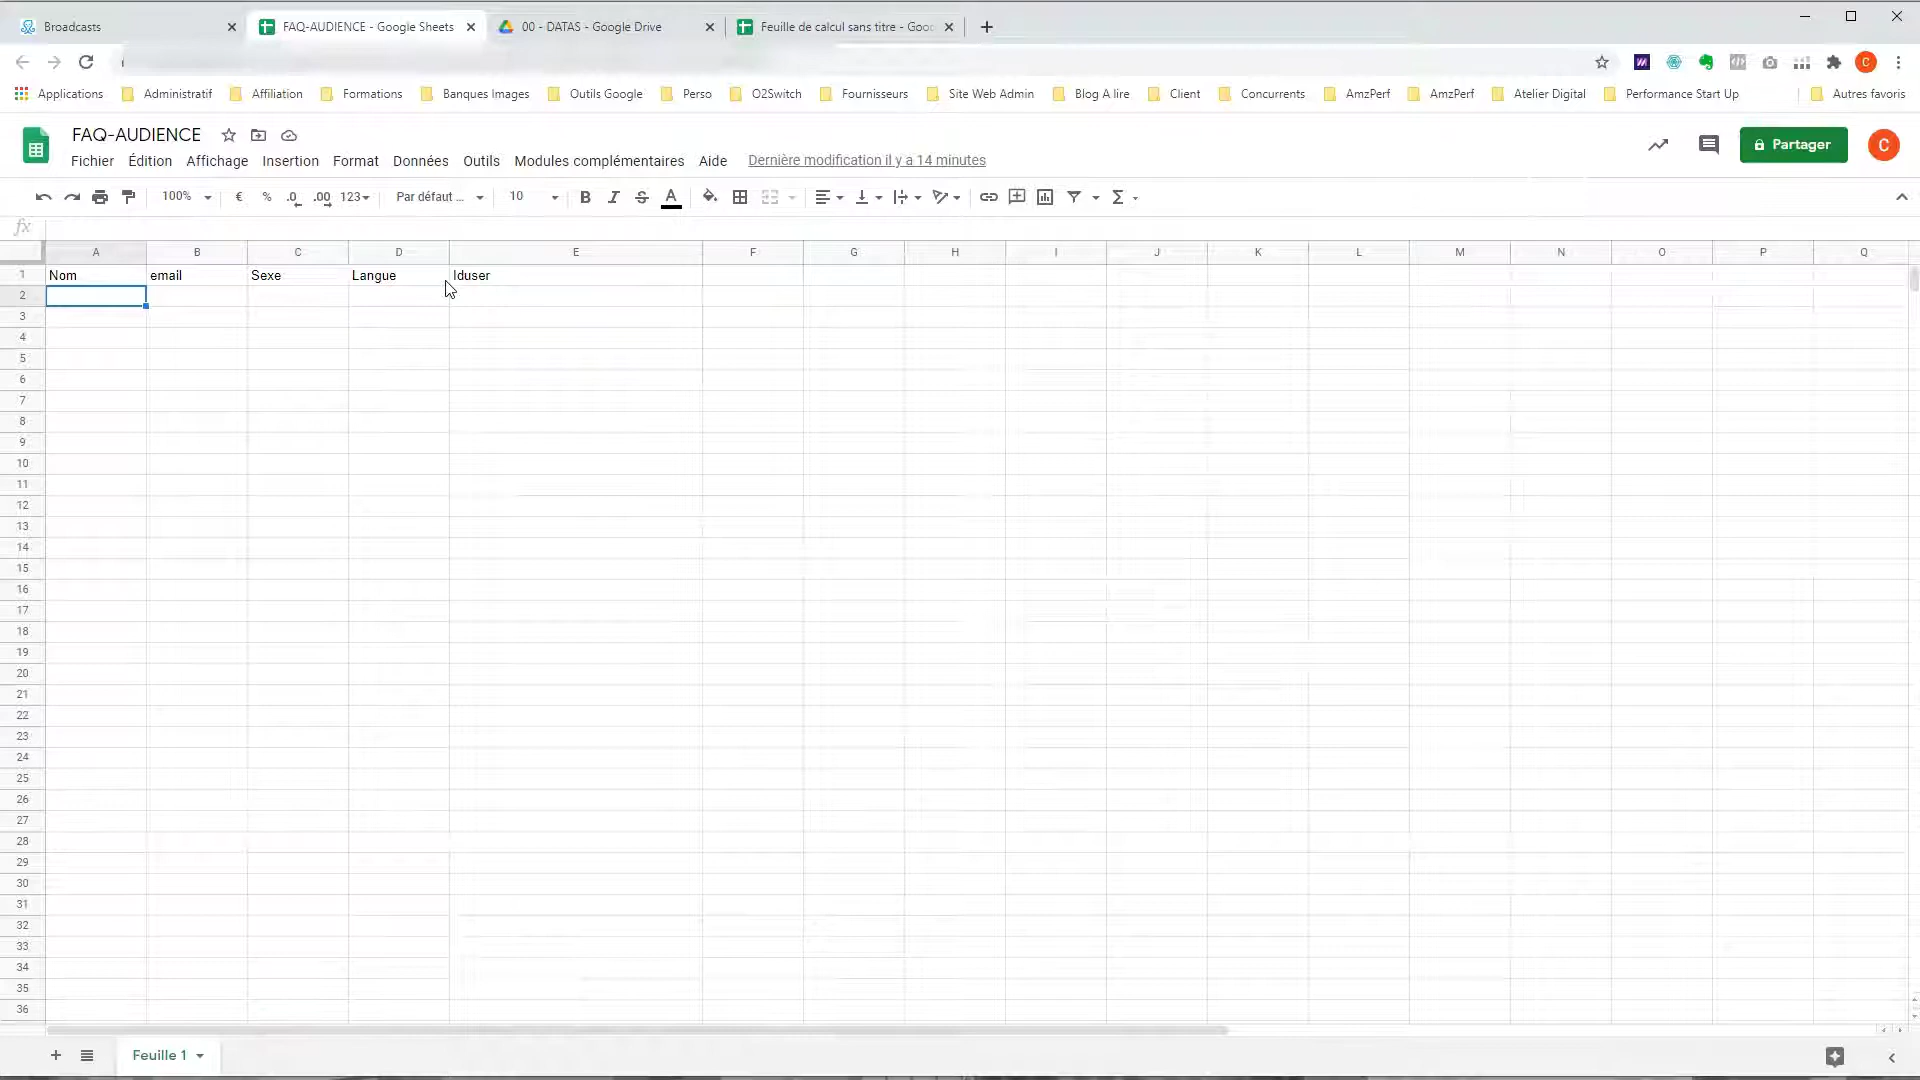 Broadcasts
FAQ-AUDIENCE - Google Sheets
00 - DATAS - Google Drive
Feuille de calcul sans titre - Goo
Applications Administratif Affiliation Formations Banques Images Outils Google Perso O2Switch Fournisseurs Site Web Admin Blog A lire Client Concurrents AmzPerf AmzPerf Atelier Digital Performance Start Up Autres favoris
FAQ-AUDIENCE
Fichier Édition Affichage Insertion Format Données Outils Modules complémentaires Aide Dernière modification il y a 14 minutes
Partager
C
100% € % .0 .00 123 Par défaut ... 10 B I S A Σ
fx
A B C D E F G H I J K L M N O P Q
1 Nom email Sexe Langue Iduser
2
3
4
5
6
7
8
9
10
11
12
13
14
15
16
17
18
19
20
21
22
23
24
25
26
27
28
29
30
31
32
33
34
35
36
Feuille 1